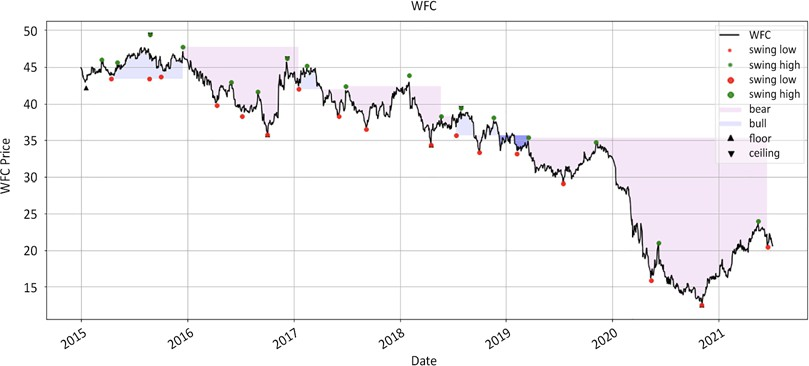 WFC
50
45
40
35
30
25
20
15
WFC Price
WFC
swing low
swing high
swing low
swing high
bear
bull
floor
ceiling
2015
2016
2017
2018
2019
2020
2021
Date